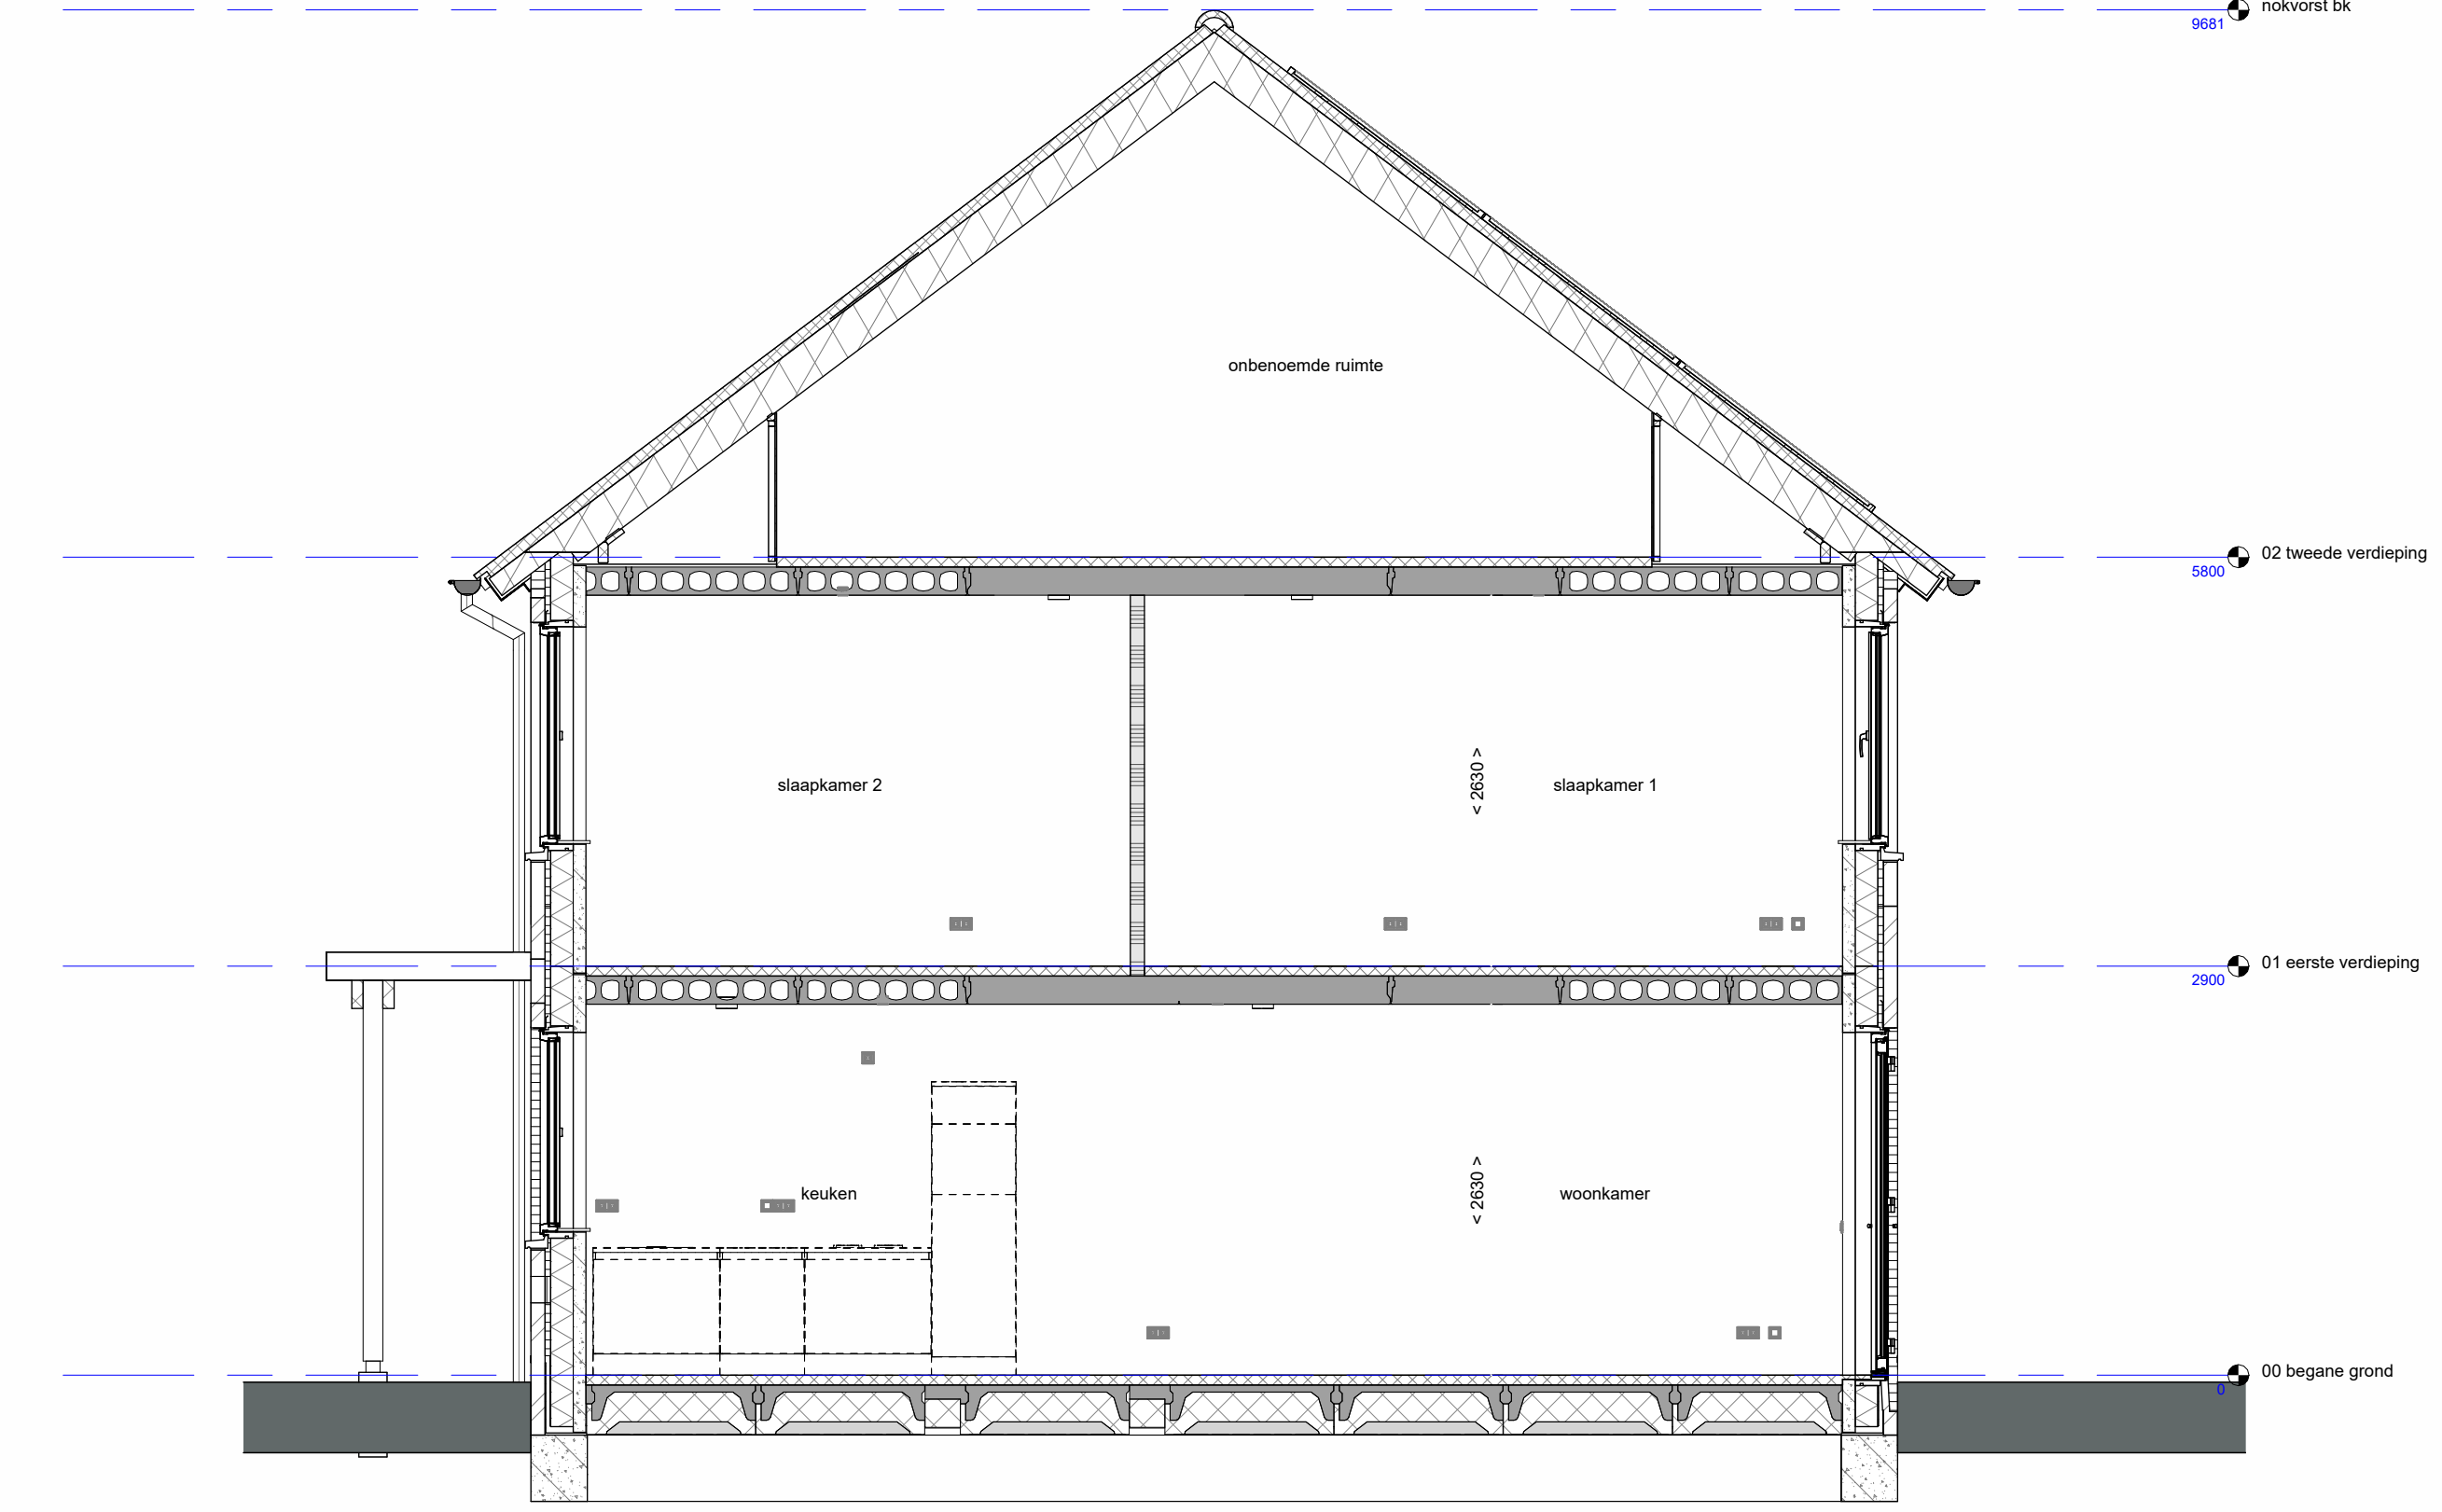 nokvorst bk
9681
onbenoemde ruimte
02 tweede verdieping
5800
slaapkamer 2
< 2630 >
slaapkamer 1
01 eerste verdieping
2900
keuken
< 2630 >
woonkamer
00 begane grond
0